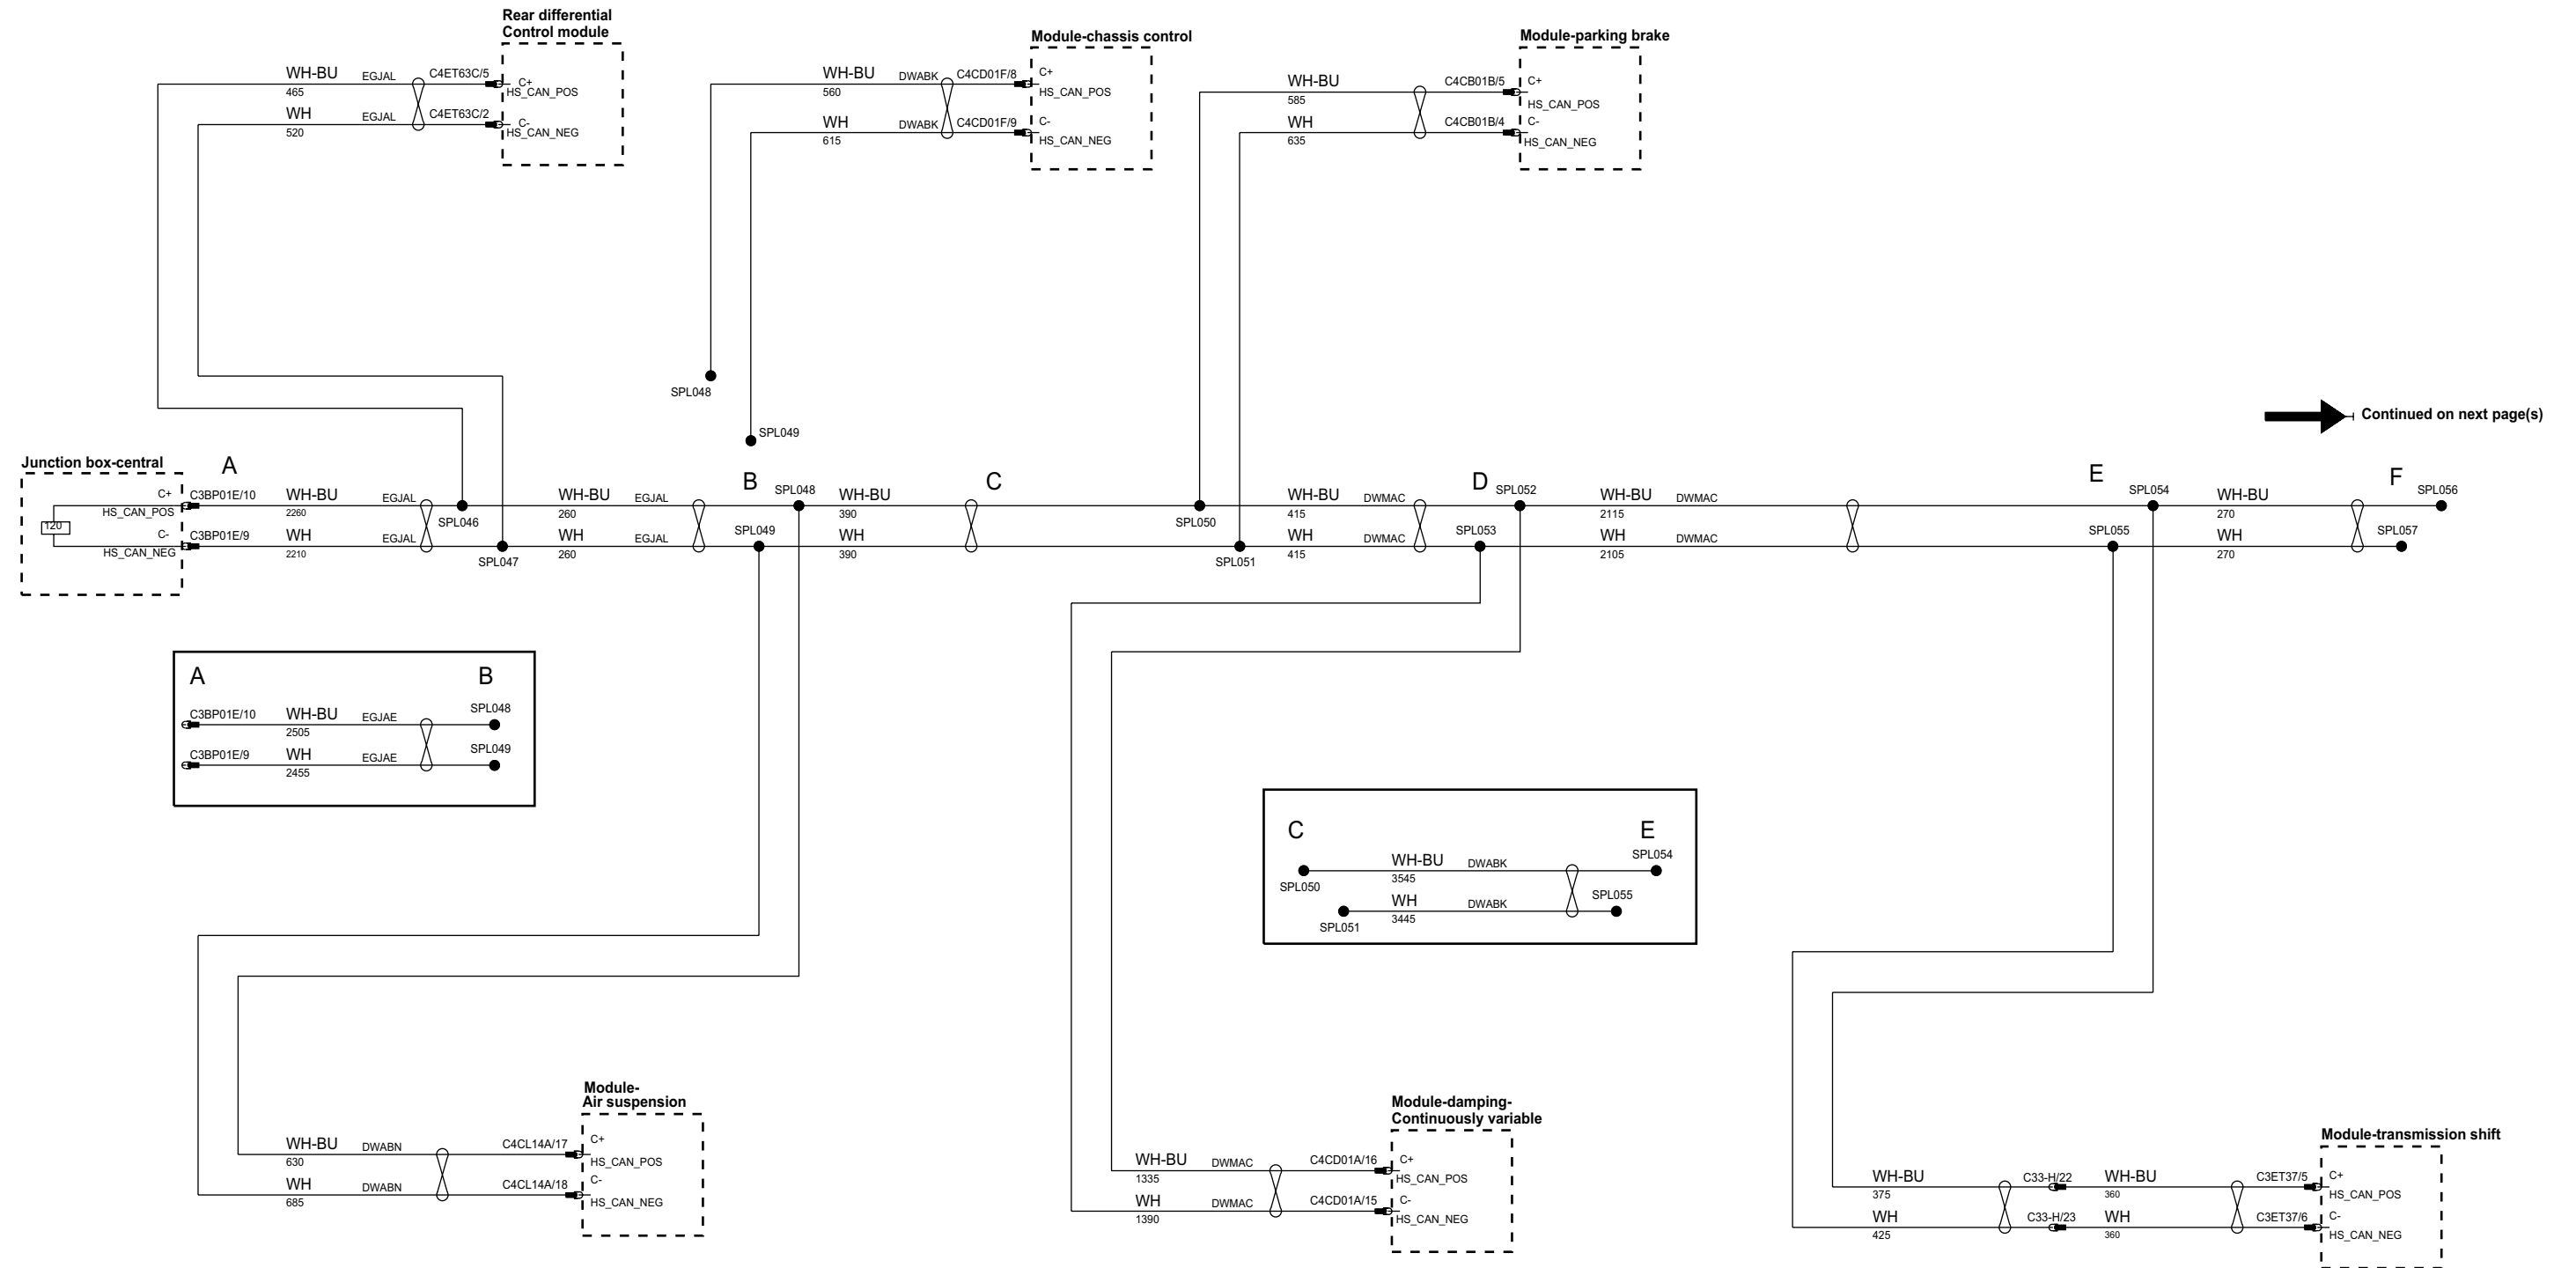 Rear differential
Control module
WH-BU EGJAL C4ET63C/5 C+
465 HS_CAN_POS
WH EGJAL C4ET63C/2 C-
520 HS_CAN_NEG
Module-chassis control
WH-BU DWABK C4CD01F/8 C+
560 HS_CAN_POS
WH DWABK C4CD01F/9 C-
615 HS_CAN_NEG
SPL048
SPL049
Module-parking brake
WH-BU C4CB01B/5 C+
585 HS_CAN_POS
WH C4CB01B/4 C-
635 HS_CAN_NEG
Continued on next page(s)
Junction box-central
A B C D E F
C+ C3BP01E/10 WH-BU EGJAL WH-BU EGJAL SPL048 WH-BU WH-BU DWMAC SPL052 WH-BU DWMAC SPL054 WH-BU SPL056
HS_CAN_POS 2260 SPL046 260 390 SPL050 415 2115 270
120
C- C3BP01E/9 WH EGJAL WH EGJAL SPL049 WH WH DWMAC SPL053 WH DWMAC SPL055 WH SPL057
HS_CAN_NEG 2210 SPL047 260 390 SPL051 415 2105 270
A B
C3BP01E/10 WH-BU EGJAE SPL048
2505
C3BP01E/9 WH EGJAE SPL049
2455
C E
WH-BU DWABK SPL054
SPL050 3545
WH DWABK SPL055
SPL051 3445
Module-
Air suspension
WH-BU DWABN C4CL14A/17 C+
630 HS_CAN_POS
WH DWABN C4CL14A/18 C-
685 HS_CAN_NEG
Module-damping-
Continuously variable
WH-BU DWMAC C4CD01A/16 C+
1335 HS_CAN_POS
WH DWMAC C4CD01A/15 C-
1390 HS_CAN_NEG
Module-transmission shift
WH-BU C33-H/22 WH-BU C3ET37/5 C+
375 360 HS_CAN_POS
WH C33-H/23 WH C3ET37/6 C-
425 360 HS_CAN_NEG